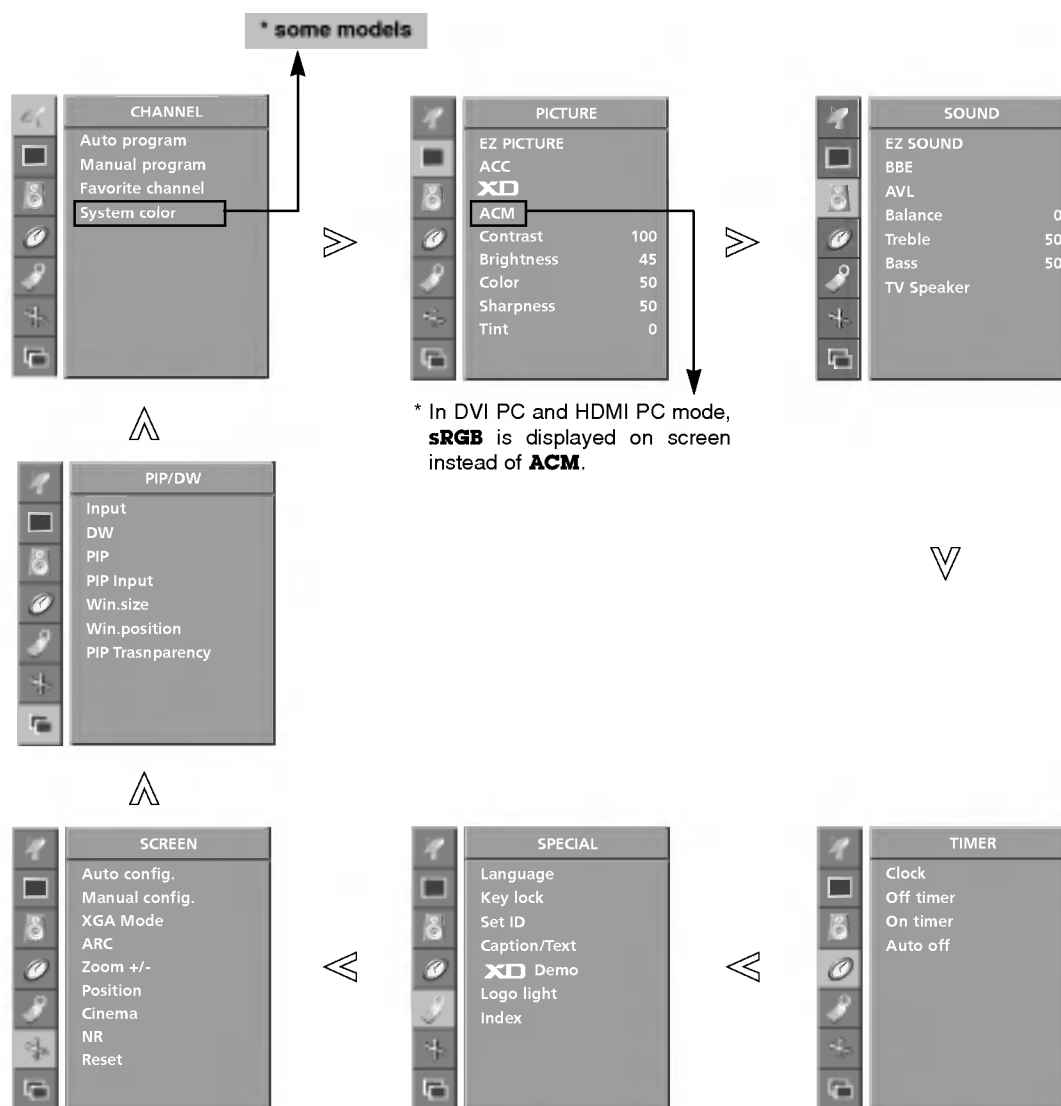 * some models
CHANNEL
Auto program
Manual program
Favorite channel
System color
PICTURE
EZ PICTURE
ACC
XD
ACM
Contrast 100
Brightness 45
Color 50
Sharpness 50
Tint 0
SOUND
EZ SOUND
BBE
AVL
Balance 0
Treble 50
Bass 50
TV Speaker
* In DVI PC and HDMI PC mode,
sRGB is displayed on screen
instead of ACM.
PIP/DW
Input
DW
PIP
PIP Input
Win.size
Win.position
PIP Trasnparency
SCREEN
Auto config.
Manual config.
XGA Mode
ARC
Zoom +/-
Position
Cinema
NR
Reset
SPECIAL
Language
Key lock
Set ID
Caption/Text
XD Demo
Logo light
Index
TIMER
Clock
Off timer
On timer
Auto off